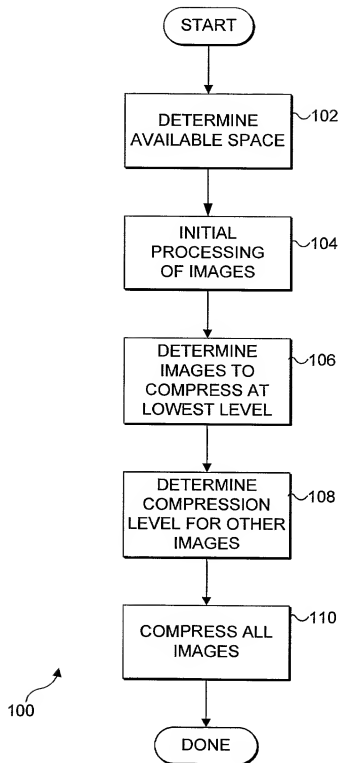 START
DETERMINE
AVAILABLE SPACE
102
INITIAL
PROCESSING
OF IMAGES
104
DETERMINE
IMAGES TO
COMPRESS AT
LOWEST LEVEL
106
DETERMINE
COMPRESSION
LEVEL FOR OTHER
IMAGES
108
COMPRESS ALL
IMAGES
110
100
DONE